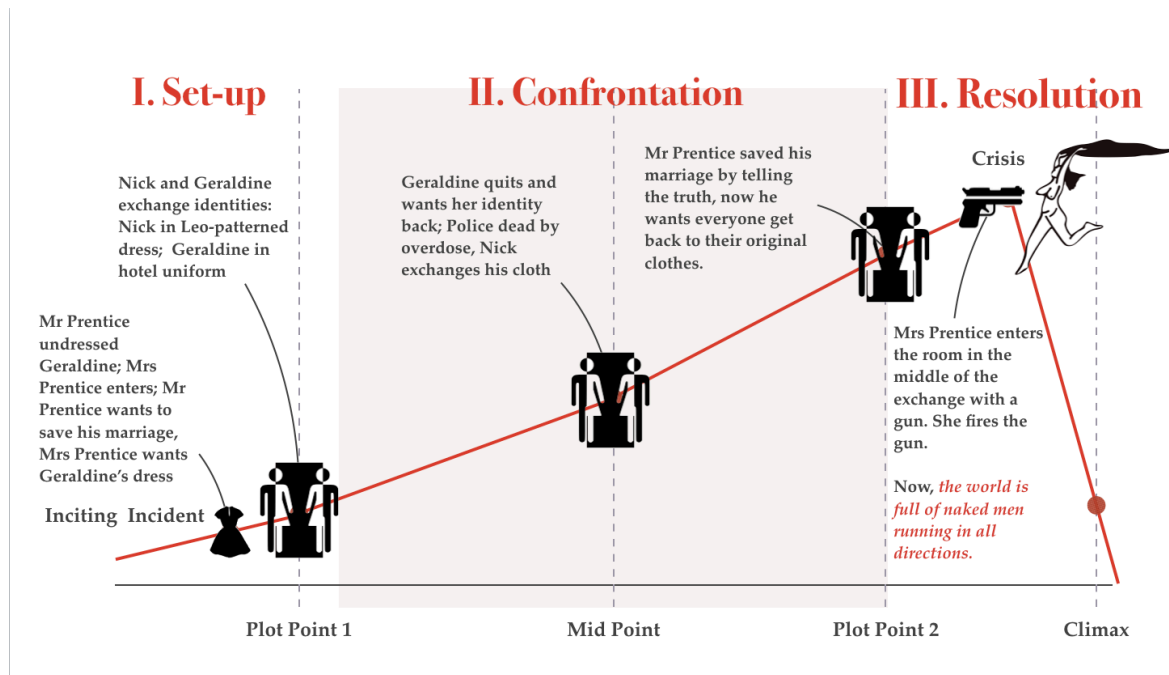 I. Set-up
II. Confrontation
III. Resolution
Nick and Geraldine
exchange identities:
Nick in Leo-patterned
dress;  Geraldine in
hotel uniform
Mr Prentice
undressed
Geraldine; Mrs
Prentice enters; Mr
Prentice wants to
save his marriage,
Mrs Prentice wants
Geraldine’s dress
Inciting Incident
Geraldine quits and
wants her identity
back; Police dead by
overdose, Nick
exchanges his cloth
Mr Prentice saved his
marriage by telling
the truth, now he
wants everyone get
back to their original
clothes.
Crisis
Mrs Prentice enters
the room in the
middle of the
exchange with a
gun. She fires the
gun.
Now, the world is
full of naked men
running in all
directions.
Plot Point 1
Mid Point
Plot Point 2
Climax